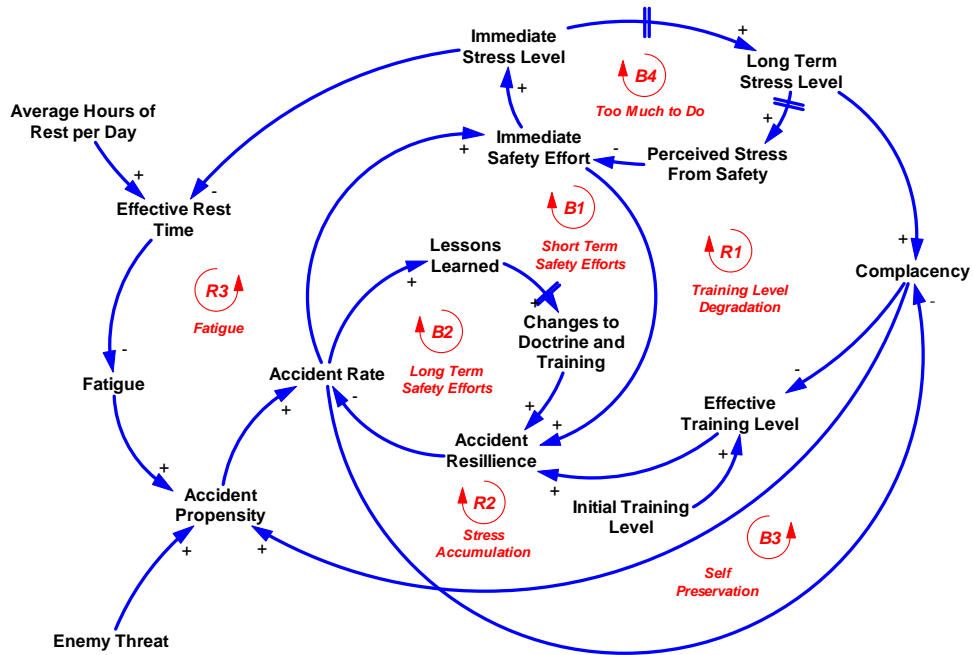 Immediate
Stress Level
+
B4
Too Much to Do
+
Long Term
Stress Level
Average Hours of
Rest per Day
+
+
Immediate
Safety Effort
+
-
Perceived Stress
From Safety
+
+
-
Effective Rest
Time
B1
Short Term
Safety Efforts
R1
Training Level
Degradation
+
Complacency
-
Lessons
Learned
+
R3
Fatigue
+
Changes to
Doctrine and
Training
B2
Long Term
Safety Efforts
-
Fatigue
Accident Rate
+
-
-
Effective
Training Level
+
+
+
Accident
Resillience
+
+
Accident
Propensity
+
+
R2
Stress
Accumulation
Initial Training
Level
B3
Self
Preservation
Enemy Threat